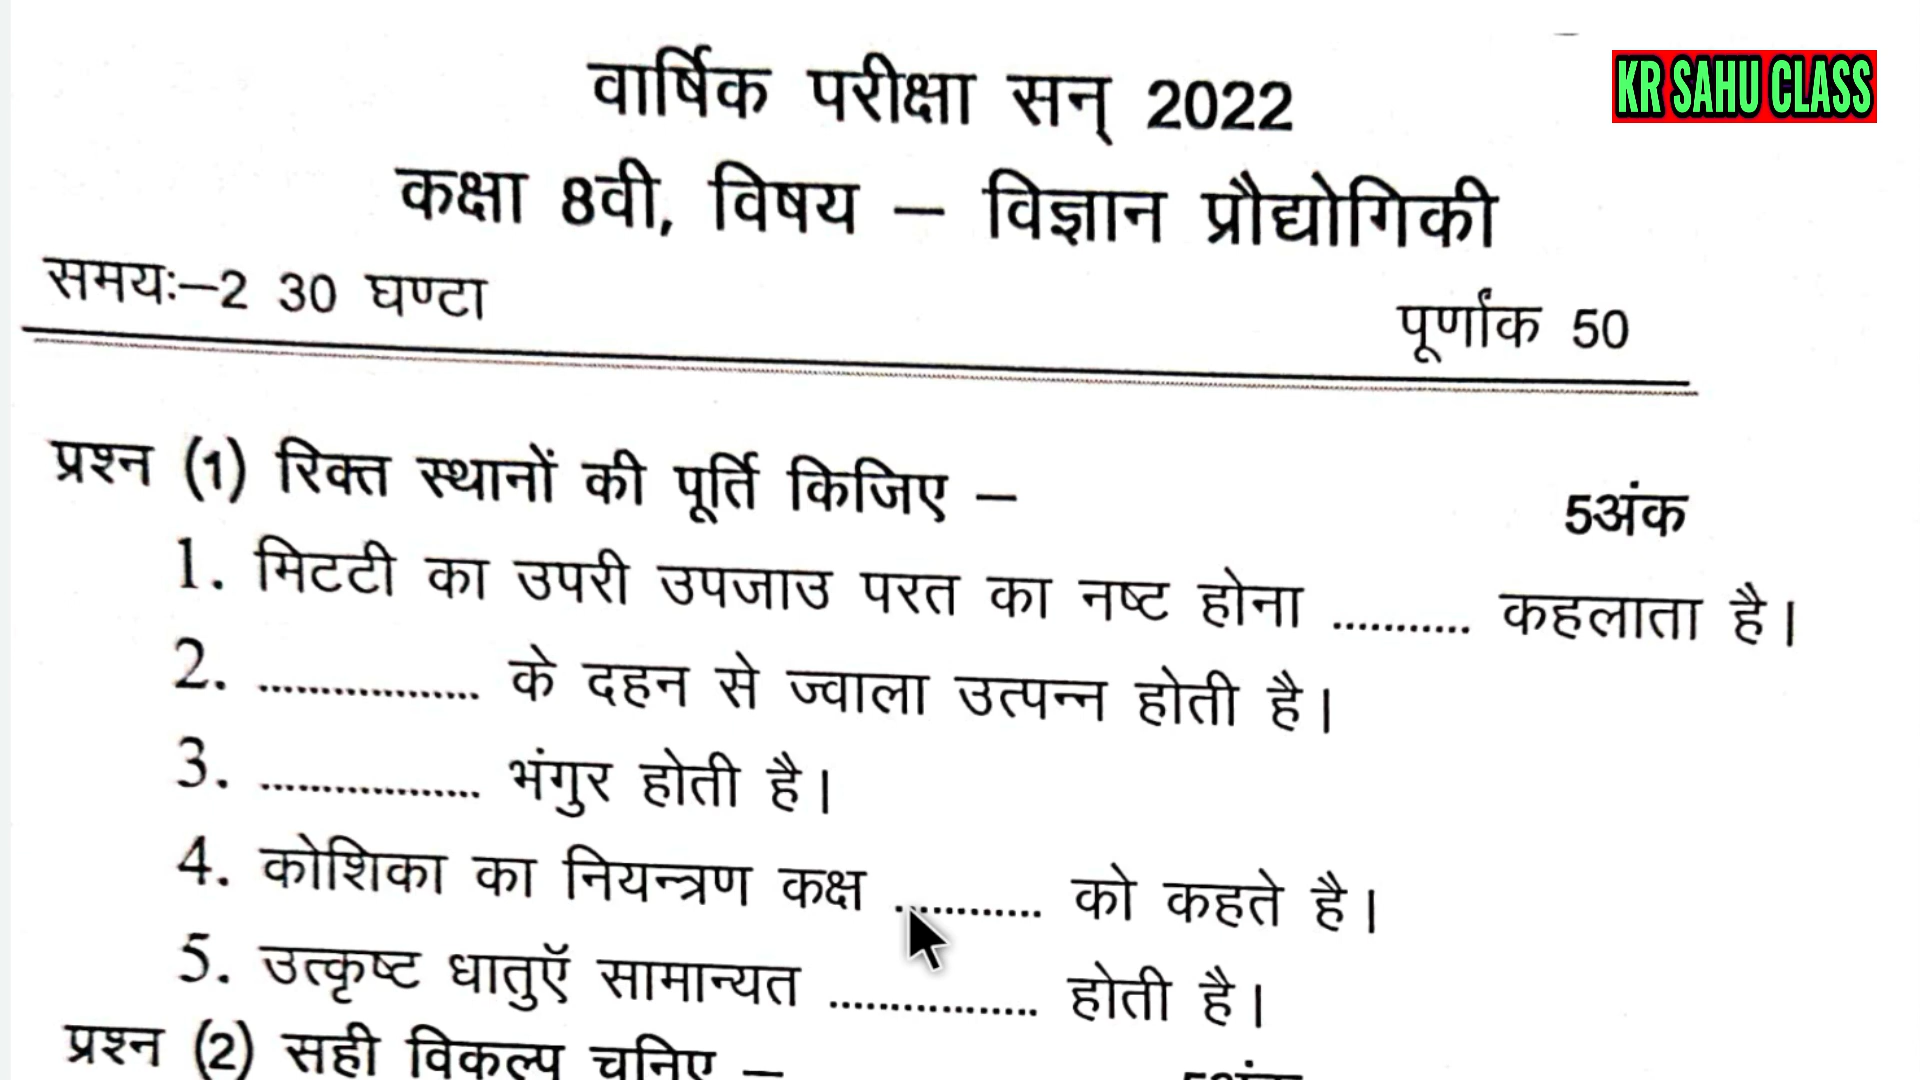 KR SAHU CLASS
वार्षिक परीक्षा सन् 2022
कक्षा 8वी, विषय – विज्ञान प्रौद्योगिकी
समयः–2 30 घण्टा
पूर्णांक 50
प्रश्न (1) रिक्त स्थानों की पूर्ति किजिए –
5अंक
1. मिटटी का उपरी उपजाउ परत का नष्ट होना ........... कहलाता है।
2. .................. के दहन से ज्वाला उत्पन्न होती है।
3. .................. भंगुर होती है।
4. कोशिका का नियन्त्रण कक्ष ............ को कहते है।
5. उत्कृष्ट धातुऍ सामान्यत ................. होती है।
प्रश्न (2) सही विकल्प चुनिए –
5अंक